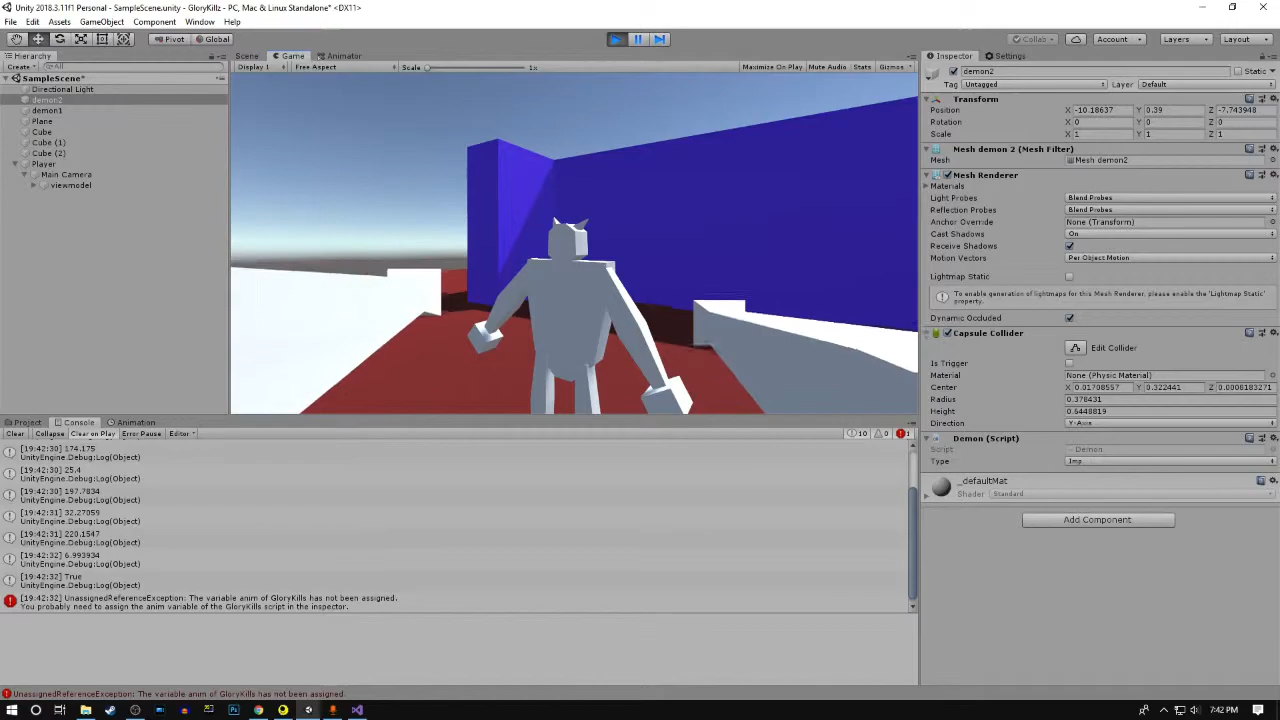 Unity 2018.3.11f1 Personal - SampleScene.unity - GloryKillz - PC, Mac & Linux Standalone* <DX11>
File Edit Assets GameObject Component Window Help
Pivot Global Collab Account Layers Layout
Hierarchy
Create All
SampleScene*
Directional Light
demon2
demon1
Plane
Cube
Cube (1)
Cube (2)
Player
Main Camera
viewmodel
Scene Game Animator
Display 1 Free Aspect Scale 1x Maximize On Play Mute Audio Stats Gizmos
Inspector Settings
demon2 Static
Tag Untagged Layer Default
Transform
Position X -10.18637 Y 0.39 Z -7.743948
Rotation X 0 Y 0 Z 0
Scale X 1 Y 1 Z 1
Mesh demon 2 (Mesh Filter)
Mesh Mesh demon2
Mesh Renderer
Materials
Light Probes Blend Probes
Reflection Probes Blend Probes
Anchor Override None (Transform)
Cast Shadows On
Receive Shadows
Motion Vectors Per Object Motion
Lightmap Static
To enable generation of lightmaps for this Mesh Renderer, please enable the 'Lightmap Static' property.
Dynamic Occluded
Capsule Collider
Edit Collider
Is Trigger
Material None (Physic Material)
Center X 0.01708557 Y 0.322441 Z 0.0008183271
Radius 0.378431
Height 0.6448819
Direction Y-Axis
Demon (Script)
Script Demon
Type Imp
_defaultMat
Shader Standard
Add Component
Project Console Animation
Clear Collapse Clear on Play Error Pause Editor 10 0 1
[19:42:30] 174.175
UnityEngine.Debug:Log(Object)
[19:42:30] 25.4
UnityEngine.Debug:Log(Object)
[19:42:30] 197.7834
UnityEngine.Debug:Log(Object)
[19:42:31] 32.27059
UnityEngine.Debug:Log(Object)
[19:42:31] 220.1547
UnityEngine.Debug:Log(Object)
[19:42:32] 6.993934
UnityEngine.Debug:Log(Object)
[19:42:32] True
UnityEngine.Debug:Log(Object)
[19:42:32] UnassignedReferenceException: The variable anim of GloryKills has not been assigned.
You probably need to assign the anim variable of the GloryKills script in the inspector.
UnassignedReferenceException: The variable anim of GloryKills has not been assigned.
7:42 PM